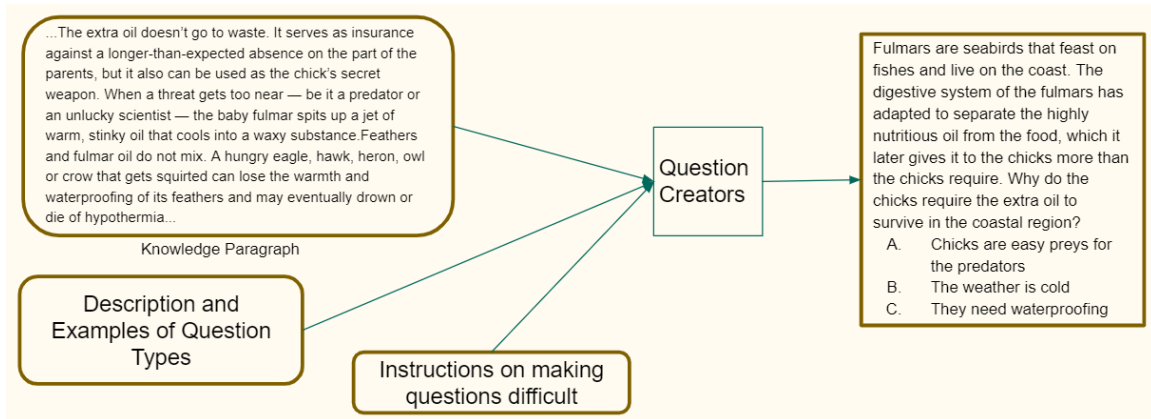 ...The extra oil doesn't go to waste. It serves as insurance
against a longer-than-expected absence on the part of the
parents, but it also can be used as the chick's secret
weapon. When a threat gets too near — be it a predator or
an unlucky scientist — the baby fulmar spits up a jet of
warm, stinky oil that cools into a waxy substance.Feathers
and fulmar oil do not mix. A hungry eagle, hawk, heron, owl
or crow that gets squirted can lose the warmth and
waterproofing of its feathers and may eventually drown or
die of hypothermia...
Knowledge Paragraph
Description and
Examples of Question
Types
Instructions on making
questions difficult
Question
Creators
Fulmars are seabirds that feast on
fishes and live on the coast. The
digestive system of the fulmars has
adapted to separate the highly
nutritious oil from the food, which it
later gives it to the chicks more than
the chicks require. Why do the
chicks require the extra oil to
survive in the coastal region?
A. Chicks are easy preys for
the predators
B. The weather is cold
C. They need waterproofing